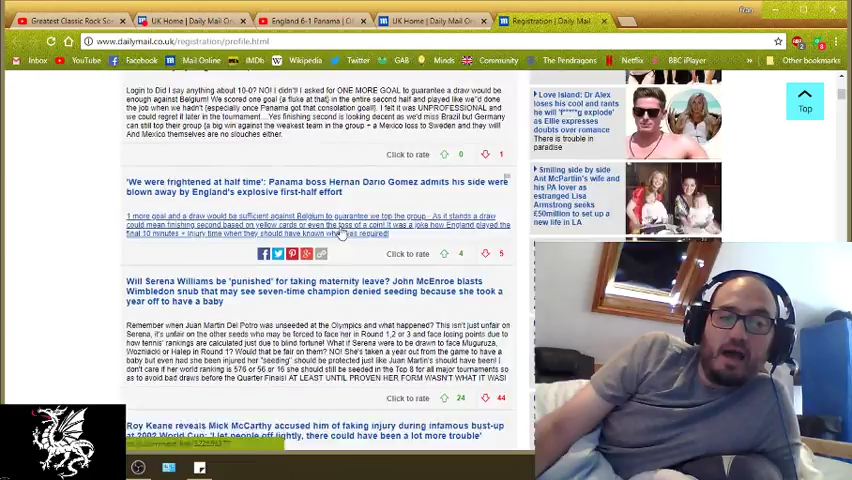 Greatest Classic Rock Son
UK Home | Daily Mail On
England 6-1 Panama | O
UK Home | Daily Mail Onl
Registration | Daily Mail
www.dailymail.co.uk/registration/profile.html
Home YouTube Facebook Mail Online IMDb Wikipedia Twitter GAB Minds Community The Pendragons Netflix BBC iPlayer Other bookmarks
Login to Did I say anything about 10-0? NO! I didn't! I asked for ONE MORE GOAL to guarantee a draw would be
enough against Belgium! We scored one goal (a fluke at that) in the entire second half and played like we'd done
the job when we hadn't (especially once Panama got that consolation goal). I felt it was UNPROFESSIONAL and
we could regret it later in the tournament...Yes finishing second is looking decent as we'd miss Brazil but Germany
can still top their group (a big win against the weakest team in the group + a Mexico loss to Sweden and they will!
And Mexico themselves are no slouches either.
Click to rate 0 1
'We were frightened at half time': Panama boss Hernan Dario Gomez admits his side were
blown away by England's explosive first-half effort
1 more goal and a draw would be sufficient against Belgium to guarantee we top the group - As it stands a draw
could mean finishing second based on yellow cards or even the toss of a coin! It was a joke how England played the
final 10 minutes + injury time when they should have known what was required!
Click to rate 4 5
Will Serena Williams be 'punished' for taking maternity leave? John McEnroe blasts
Wimbledon snub that may see seven-time champion denied seeding because she took a
year off to have a baby
Remember when Juan Martin Del Potro was unseeded at the Olympics and what happened? This isn't just unfair on
Serena, it's unfair on the other seeds who may be forced to face her in Round 1,2 or 3 and face losing points due to
how tennis' rankings are calculated just due to blind fortune! What if Serena were to be drawn to face Muguruza,
Wozniacki or Halep in Round 1? Would that be fair on them? NO! She's taken a year out from the game to have a
baby but even had she been injured her "seeding" should be protected just like Juan Martin's should have been! I
don't care if her world ranking is 576 or 56 or 16 she should still be seeded in the Top 8 for all major tournaments so
as to avoid bad draws before the Quarter Finals! AT LEAST UNTIL PROVEN HER FORM WASN'T WHAT IT WAS!
Click to rate 24 44
Roy Keane reveals Mick McCarthy accused him of faking injury during infamous bust-up
at 2002 World Cup: 'I let people off lightly, there could have been a lot more trouble'
Love Island: Dr Alex
loses his cool and rants
he will 'f****g explode'
as Ellie expresses
doubts over romance
There is trouble in
paradise
Smiling side by side
Ant McPartlin's wife and
his PA lover as
estranged Lisa
Armstrong seeks
£50million to set up a
new life in LA
Top